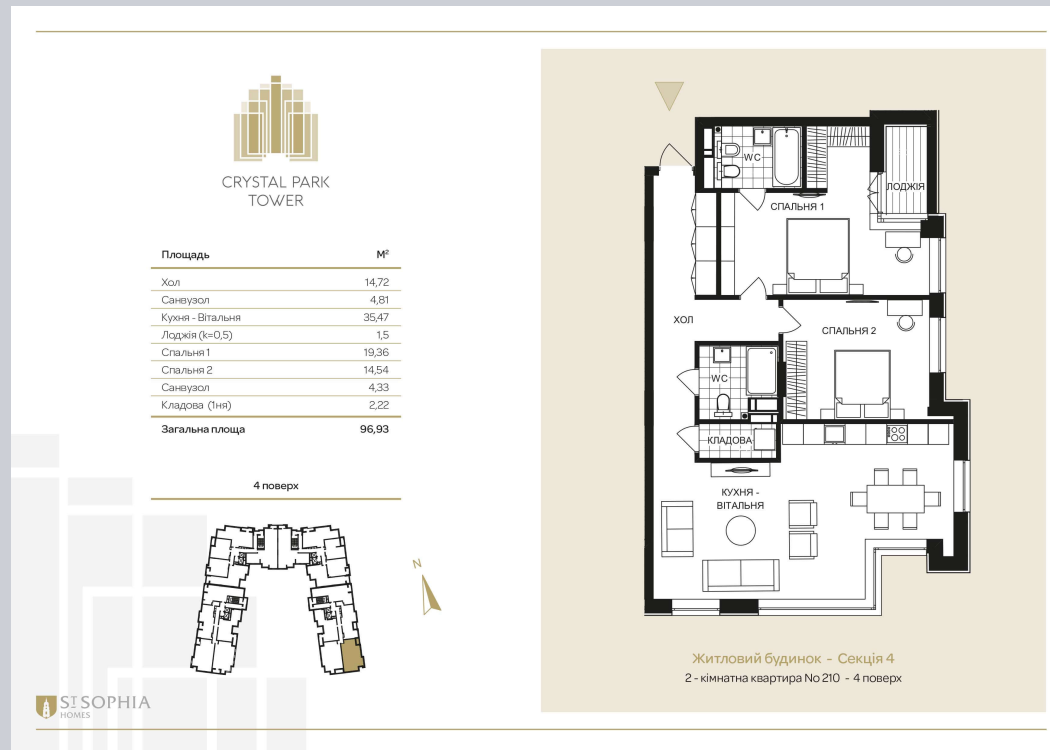 CRYSTAL PARK
TOWER
Площадь М²
Хол 14,72
Санвузол 4,81
Кухня - Вітальня 35,47
Лоджія (k=0,5) 1,5
Спальня 1 19,36
Спальня 2 14,54
Санвузол 4,33
Кладова (1ня) 2,22
Загальна площа 96,93
4 поверх
N
ST SOPHIA
HOMES
WC
ЛОДЖІЯ
СПАЛЬНЯ 1
ХОЛ
СПАЛЬНЯ 2
WC
КЛАДОВА
КУХНЯ -
ВІТАЛЬНЯ
Житловий будинок - Секція 4
2 - кімнатна квартира No 210 - 4 поверх